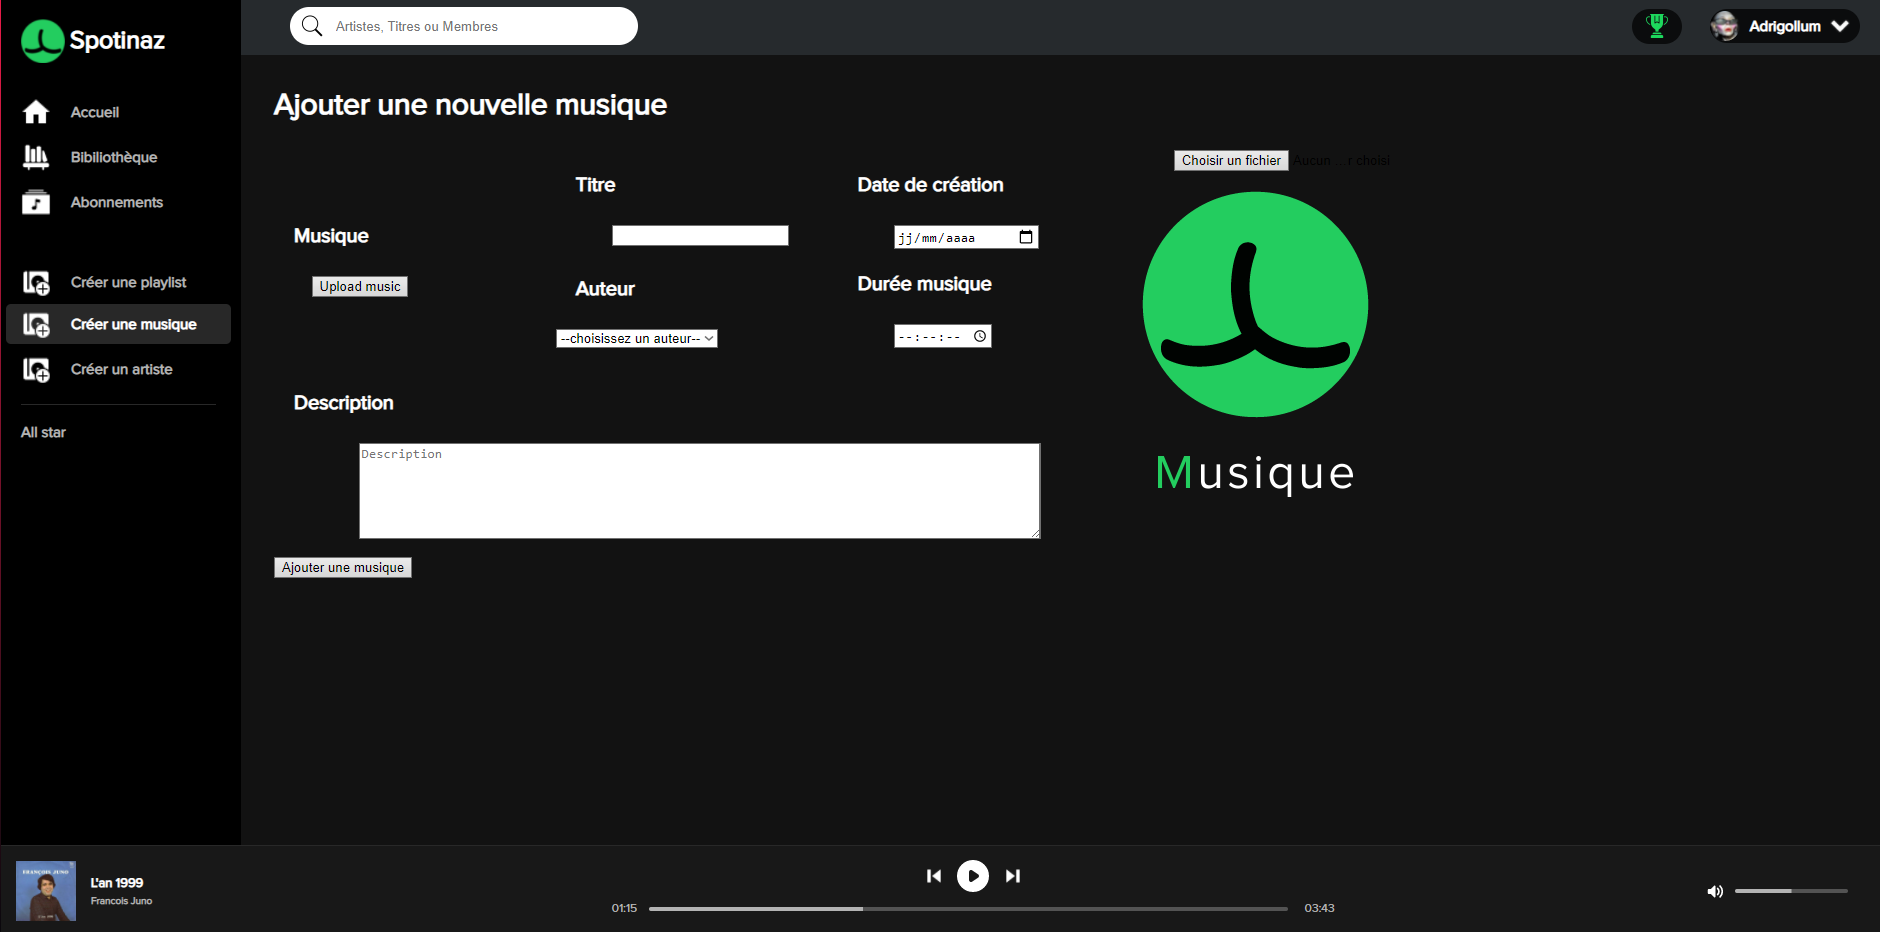 Spotinaz
Artistes, Titres ou Membres
Adrigollum
Accueil
Bibiliothèque
Abonnements
Créer une playlist
Créer une musique
Créer un artiste
All star
Ajouter une nouvelle musique
Musique
Upload music
Titre
Auteur
--choisissez un auteur--
Date de création
jj/mm/aaaa
Durée musique
--:--:--
Choisir un fichier Aucun ...r choisi
Musique
Description
Description
Ajouter une musique
FRANÇOIS JUNO
L'an 1999
Francois Juno
01:15
03:43